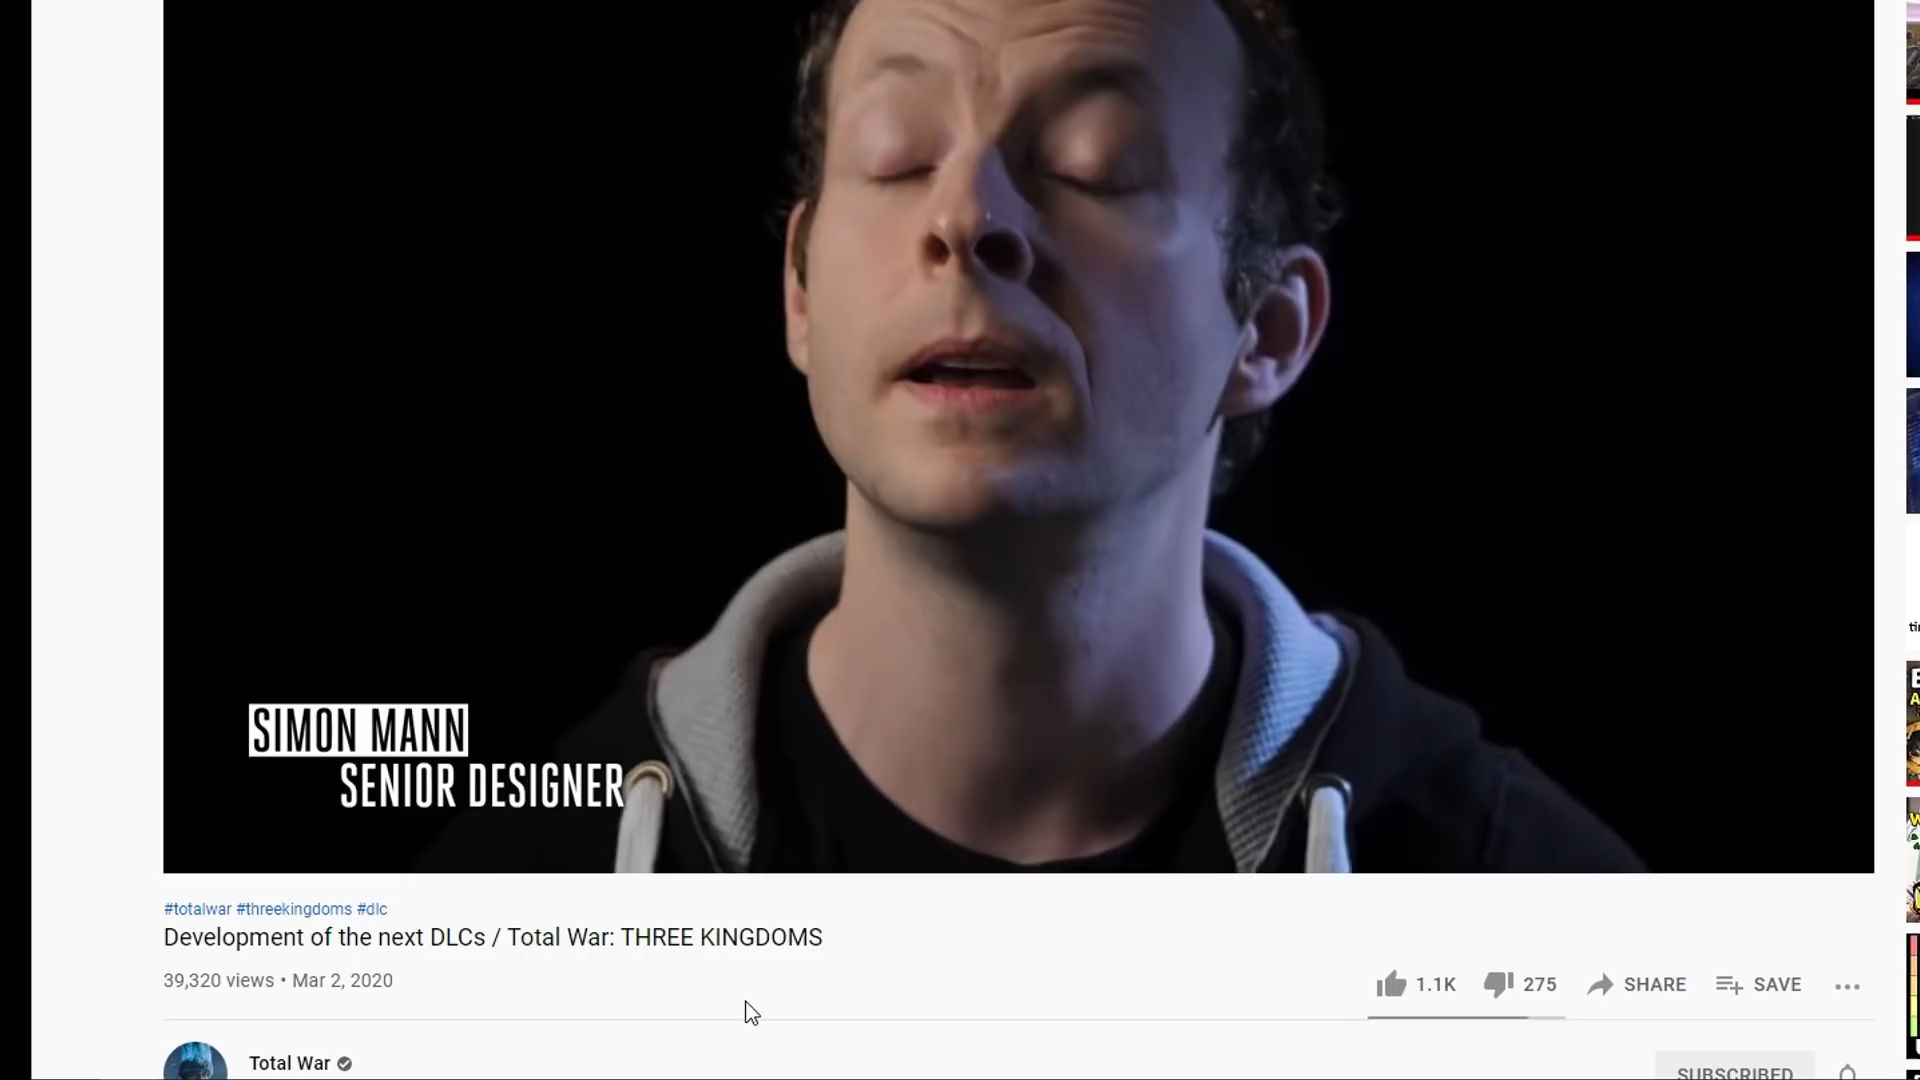 SIMON MANN
SENIOR DESIGNER
#totalwar #threekingdoms #dlc
Development of the next DLCs / Total War: THREE KINGDOMS
39,320 views • Mar 2, 2020
1.1K 275 SHARE SAVE
Total War
SUBSCRIBED